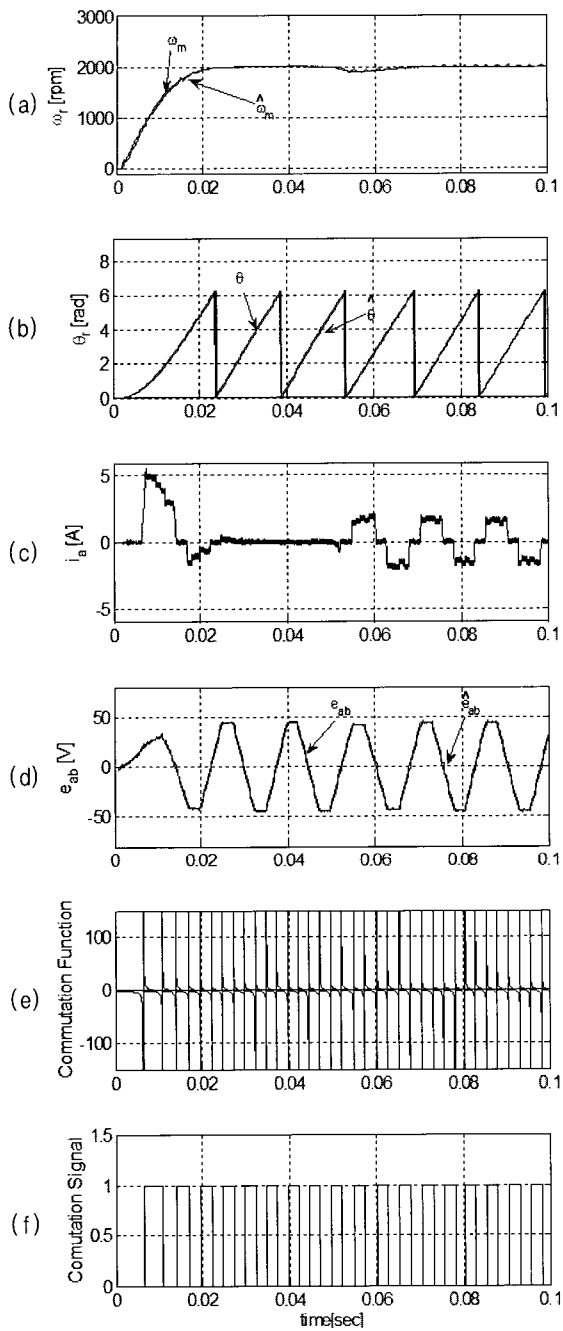 3000
2000
1000
0
(a)
ω_r [rpm]
ω_m
ω̂_m
0 0.02 0.04 0.06 0.08 0.1
8
6
4
2
0
(b)
θ_r [rad]
θ
θ̂
0 0.02 0.04 0.06 0.08 0.1
5
0
-5
(c)
i_a [A]
0 0.02 0.04 0.06 0.08 0.1
50
0
-50
(d)
e_ab [V]
e_ab
ê_ab
0 0.02 0.04 0.06 0.08 0.1
100
0
-100
(e)
Commutation Function
0 0.02 0.04 0.06 0.08 0.1
1.5
1
0.5
0
(f)
Comutation Signal
0 0.02 0.04 0.06 0.08 0.1
time[sec]